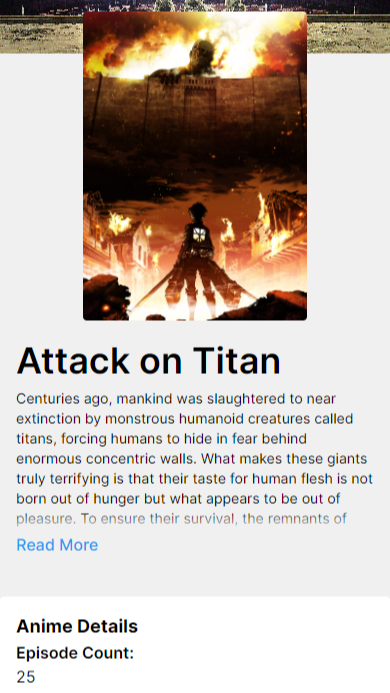 Attack on Titan
Centuries ago, mankind was slaughtered to near
extinction by monstrous humanoid creatures called
titans, forcing humans to hide in fear behind
enormous concentric walls. What makes these giants
truly terrifying is that their taste for human flesh is not
born out of hunger but what appears to be out of
pleasure. To ensure their survival, the remnants of
Read More
Anime Details
Episode Count:
25